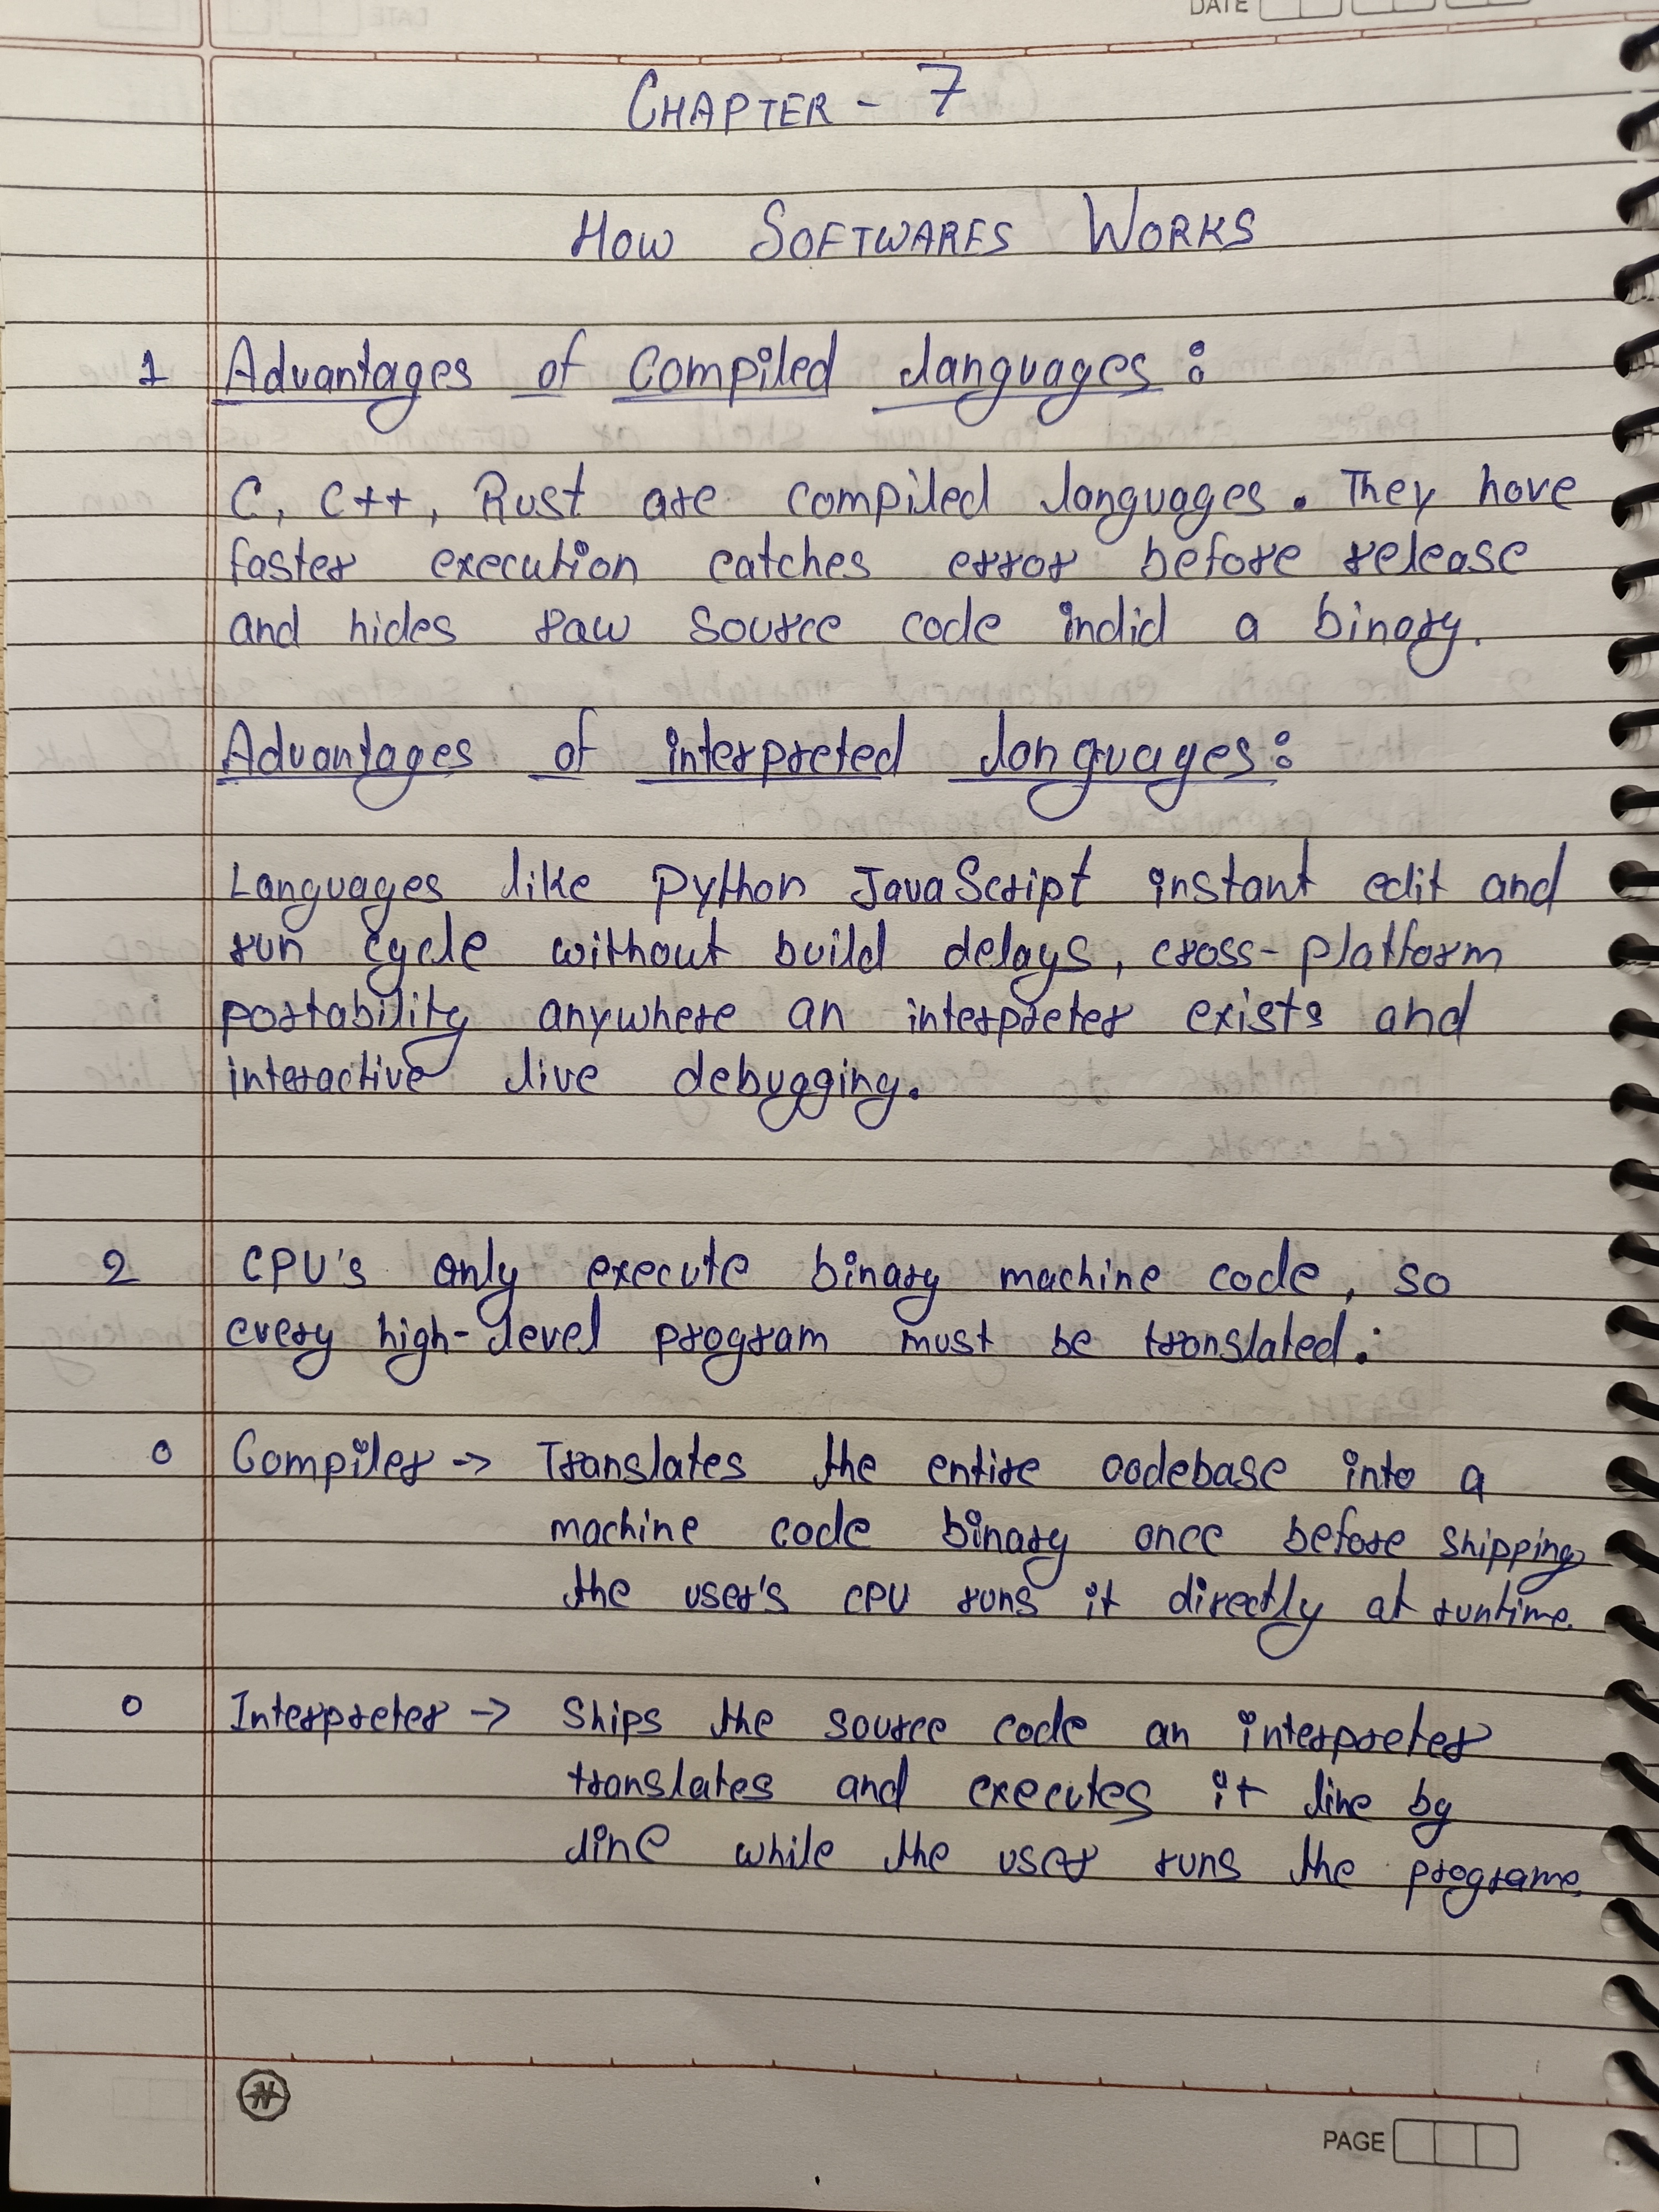 DATE
CHAPTER - 7
HOW SOFTWARES WORKS
1 Advantages of compiled languages :
C, C++, Rust are compiled languages. They have
faster execution catches error before release
and hides raw source code indid a binary.
Advantages of interpreted languages:
Languages like python JavaScript instant edit and
run cycle without build delays, cross-platform
portability anywhere an interpreter exists and
interactive live debugging.
2 CPU's only execute binary machine code, so
every high-level program must be translated:
o Compiler -> Translates the entire codebase into a
machine code binary once before shipping,
the user's CPU runs it directly at runtime.
o Interpreter -> Ships the source code an interpreter
translates and executes it line by
line while the user runs the programe.
N
PAGE